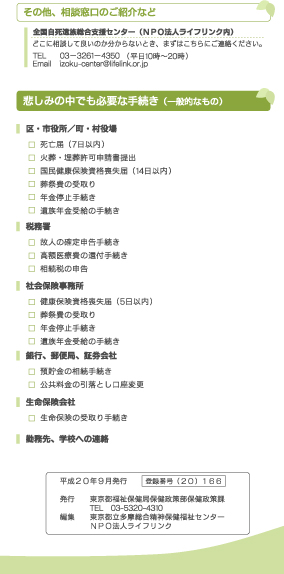 その他、相談窓口のご紹介など
全国自死遺族総合支援センター（ＮＰＯ法人ライフリンク内）
どこに相談して良いのか分からないとき、まずはこちらにご連絡ください。
TEL 03−3261−4350 （平日10時〜20時）
Email izoku-center@lifelink.or.jp
悲しみの中でも必要な手続き（一般的なもの）
区・市役所／町・村役場
□ 死亡届（7日以内）
□ 火葬・埋葬許可申請書提出
□ 国民健康保険資格喪失届（14日以内）
□ 葬祭費の受取り
□ 年金停止手続き
□ 遺族年金受給の手続き
税務署
□ 故人の確定申告手続き
□ 高額医療費の還付手続き
□ 相続税の申告
社会保険事務所
□ 健康保険資格喪失届（5日以内）
□ 葬祭費の受取り
□ 年金停止手続き
□ 遺族年金受給の手続き
銀行、郵便局、証券会社
□ 預貯金の相続手続き
□ 公共料金の引落とし口座変更
生命保険会社
□ 生命保険の受取り手続き
勤務先、学校への連絡
平成２０年９月発行 登録番号（２０）１６６
発行 東京都福祉保健局保健政策部保健政策課
TEL 03-5320-4310
編集 東京都立多摩総合精神保健福祉センター
ＮＰＯ法人ライフリンク